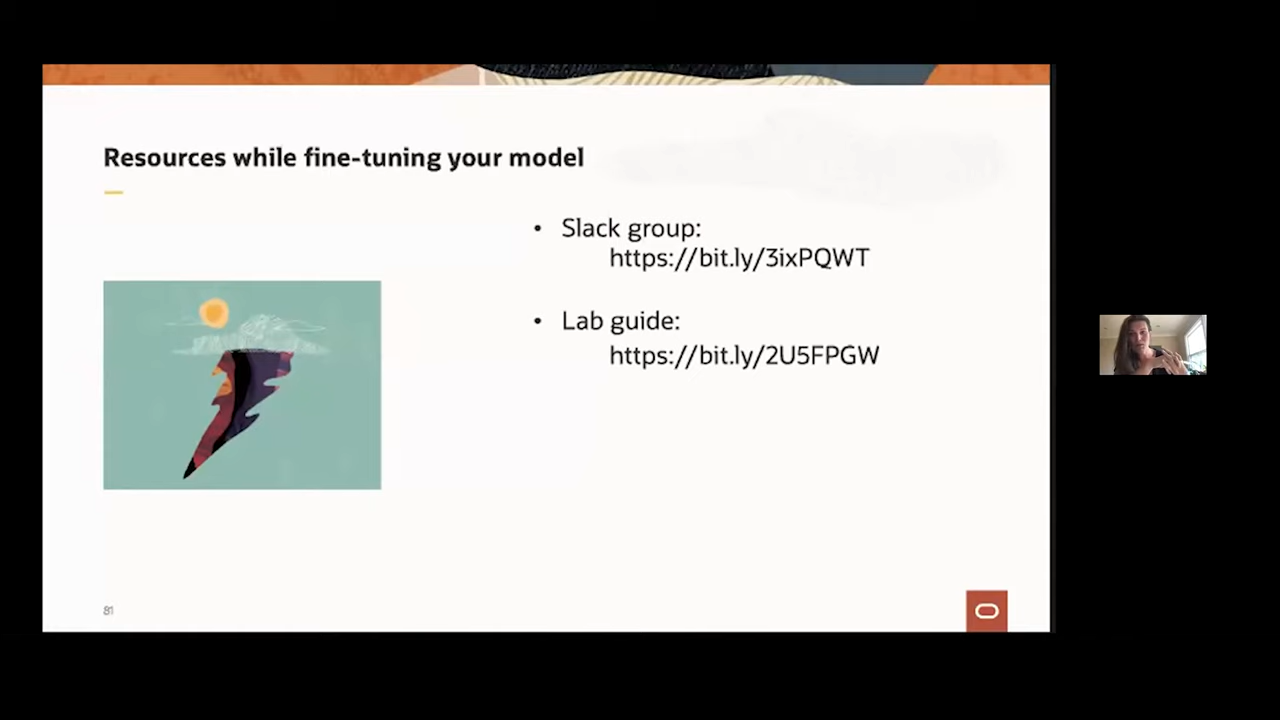 Resources while fine-tuning your model
• Slack group:
https://bit.ly/3ixPQWT
• Lab guide:
https://bit.ly/2U5FPGW
81